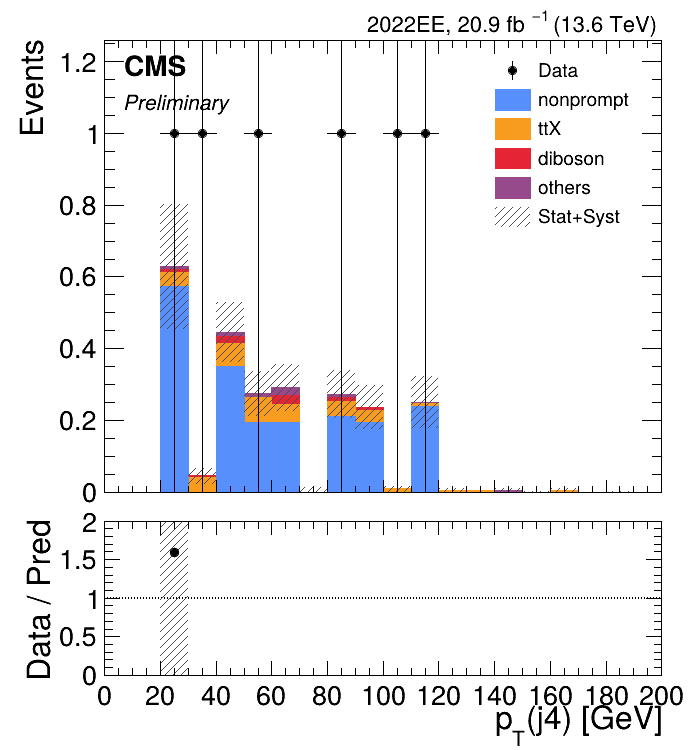 2022EE, 20.9 fb⁻¹ (13.6 TeV)
Events
CMS
Preliminary
Data
nonprompt
ttX
diboson
others
Stat+Syst
1.2
1
0.8
0.6
0.4
0.2
0
Data / Pred
2
1.5
1
0.5
0
0 20 40 60 80 100 120 140 160 180 200
p_T(j4) [GeV]